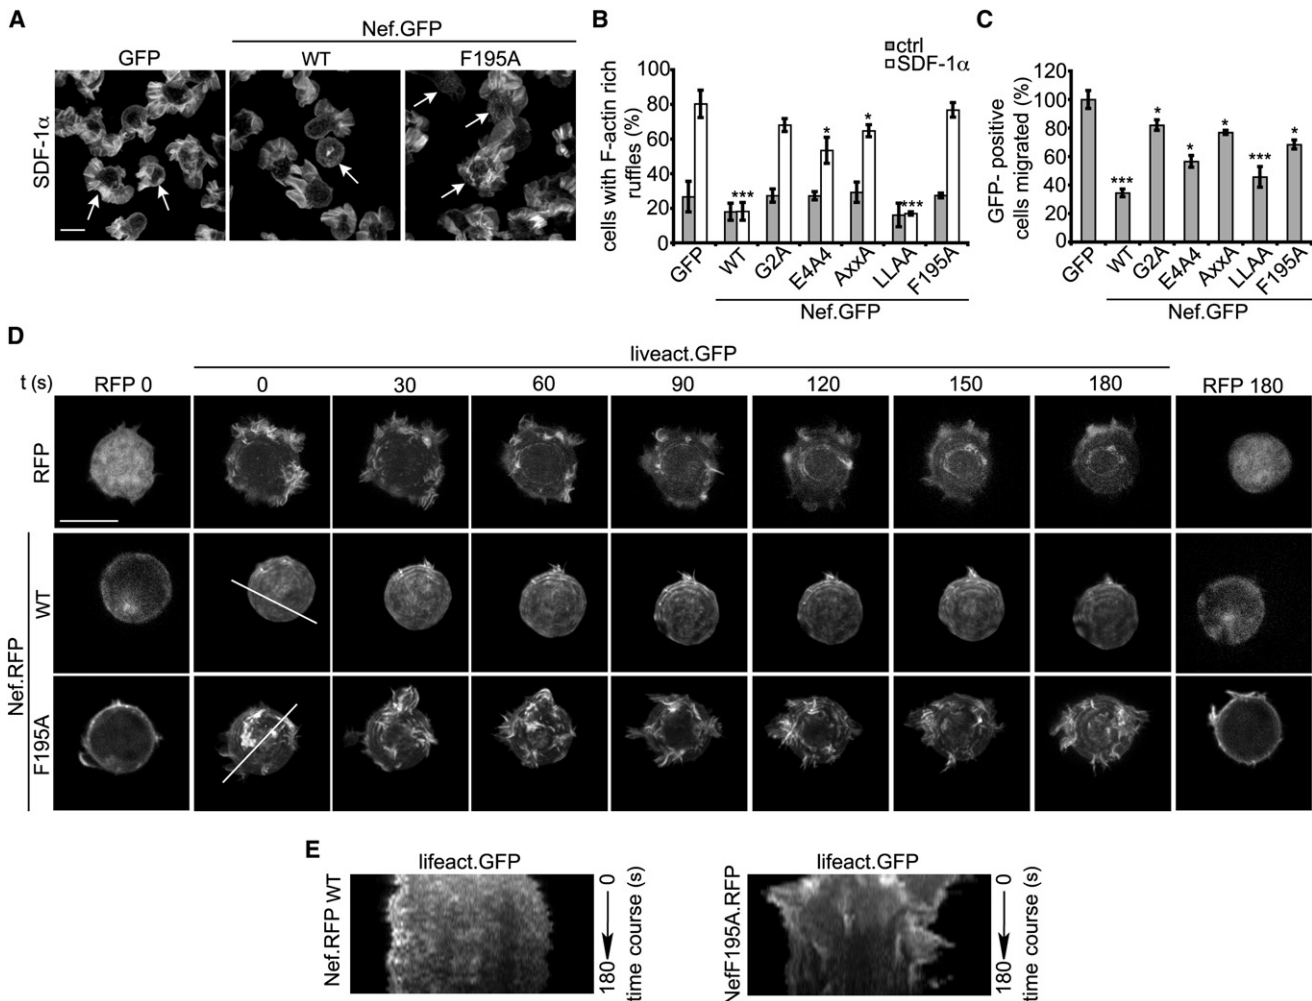 A
Nef.GFP
GFP
WT
F195A
SDF-1α
B
ctrl
SDF-1α
cells with F-actin rich
ruffles (%)
100
80
60
40
20
0
***
*
*
***
GFP
WT
G2A
E4A4
AxxA
LLAA
F195A
Nef.GFP
C
GFP- positive
cells migrated (%)
120
100
80
60
40
20
0
***
*
*
*
***
*
GFP
WT
G2A
E4A4
AxxA
LLAA
F195A
Nef.GFP
D
liveact.GFP
t (s)
RFP 0
0
30
60
90
120
150
180
RFP 180
RFP
Nef.RFP
WT
F195A
E
lifeact.GFP
Nef.RFP WT
0
180
time course (s)
lifeact.GFP
NefF195A.RFP
0
180
time course (s)